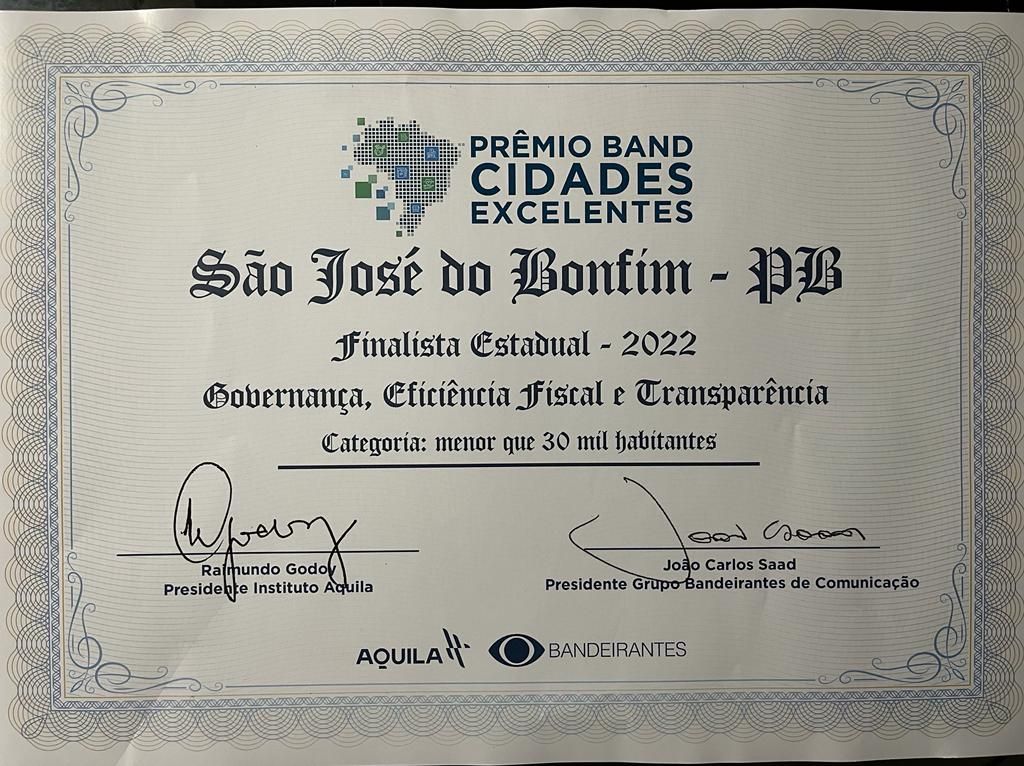 PRÊMIO BAND
CIDADES
EXCELENTES
São José do Bonfim - PB
Finalista Estadual - 2022
Governança, Eficiência Fiscal e Transparência
Categoria: menor que 30 mil habitantes
Raimundo Godoy
Presidente Instituto Aquila
João Carlos Saad
Presidente Grupo Bandeirantes de Comunicação
AQUILA
BANDEIRANTES